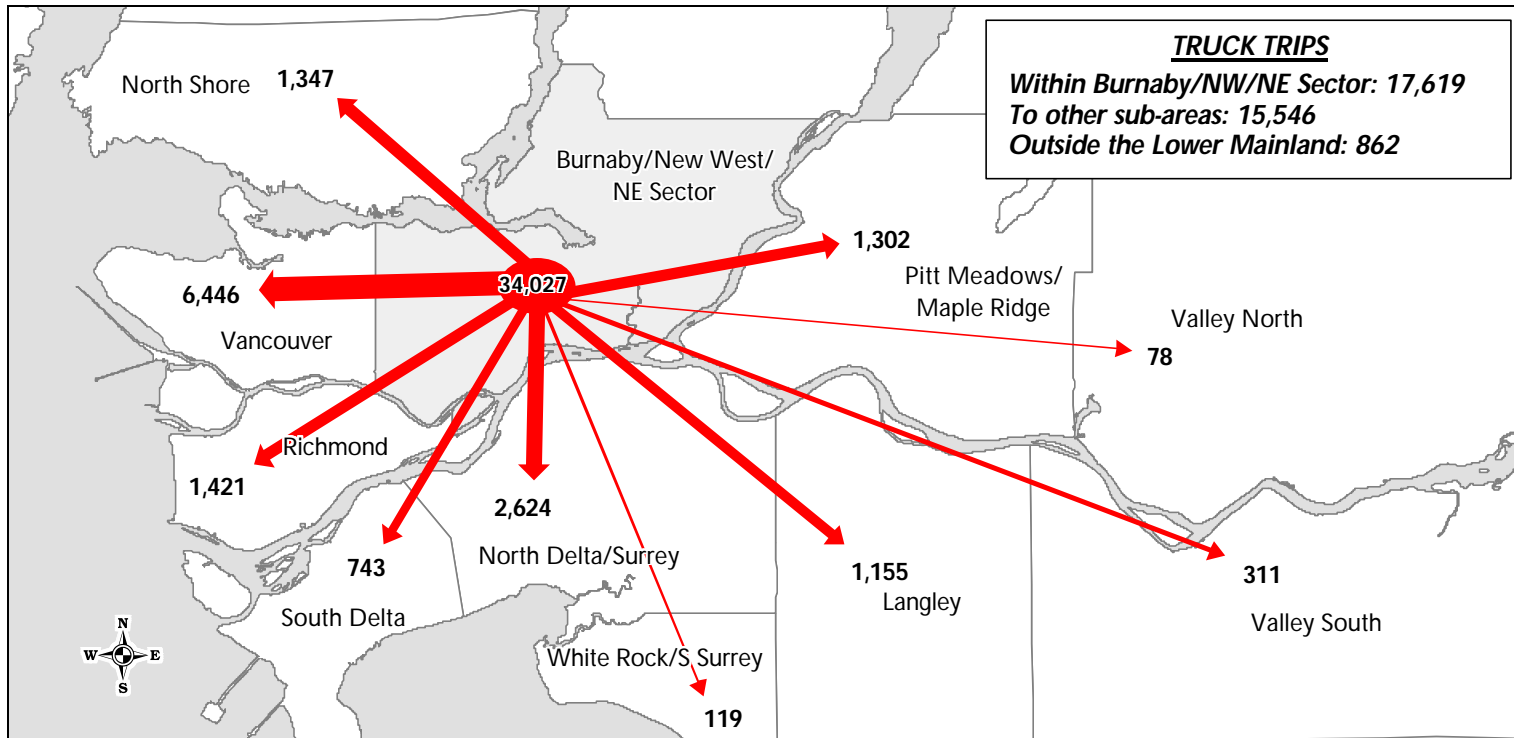 TRUCK TRIPS
Within Burnaby/NW/NE Sector: 17,619
To other sub-areas: 15,546
Outside the Lower Mainland: 862
North Shore
1,347
Burnaby/New West/
NE Sector
1,302
Pitt Meadows/
Maple Ridge
34,027
6,446
Vancouver
Valley North
78
Richmond
1,421
2,624
North Delta/Surrey
743
South Delta
1,155
Langley
311
Valley South
White Rock/S Surrey
119
N
W
E
S